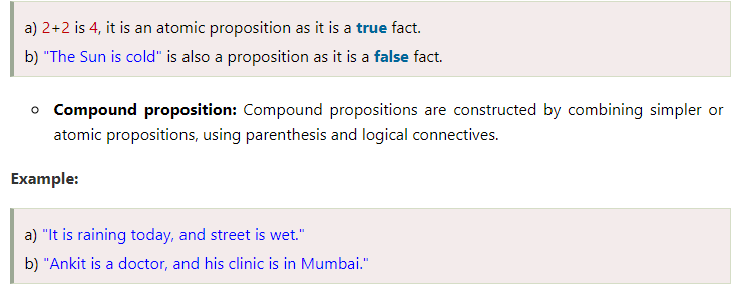 a) 2+2 is 4, it is an atomic proposition as it is a true fact.
b) "The Sun is cold" is also a proposition as it is a false fact.
○ Compound proposition: Compound propositions are constructed by combining simpler or
atomic propositions, using parenthesis and logical connectives.
Example:
a) "It is raining today, and street is wet."
b) "Ankit is a doctor, and his clinic is in Mumbai."